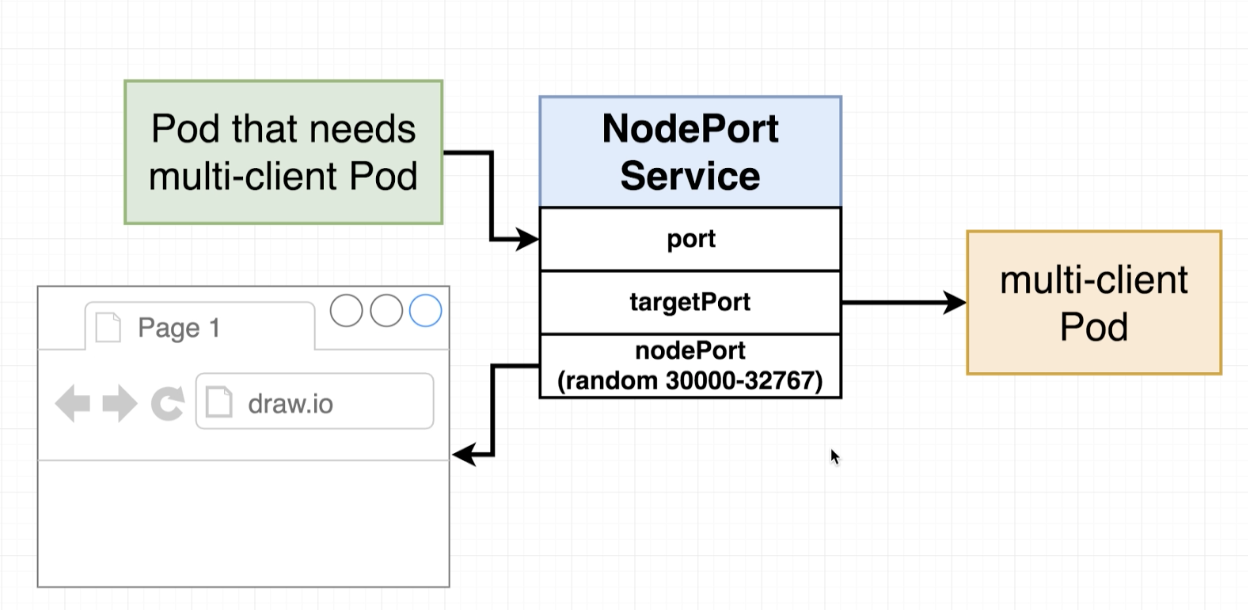 Pod that needs
multi-client Pod
NodePort
Service
port
targetPort
nodePort
(random 30000-32767)
multi-client
Pod
Page 1
draw.io